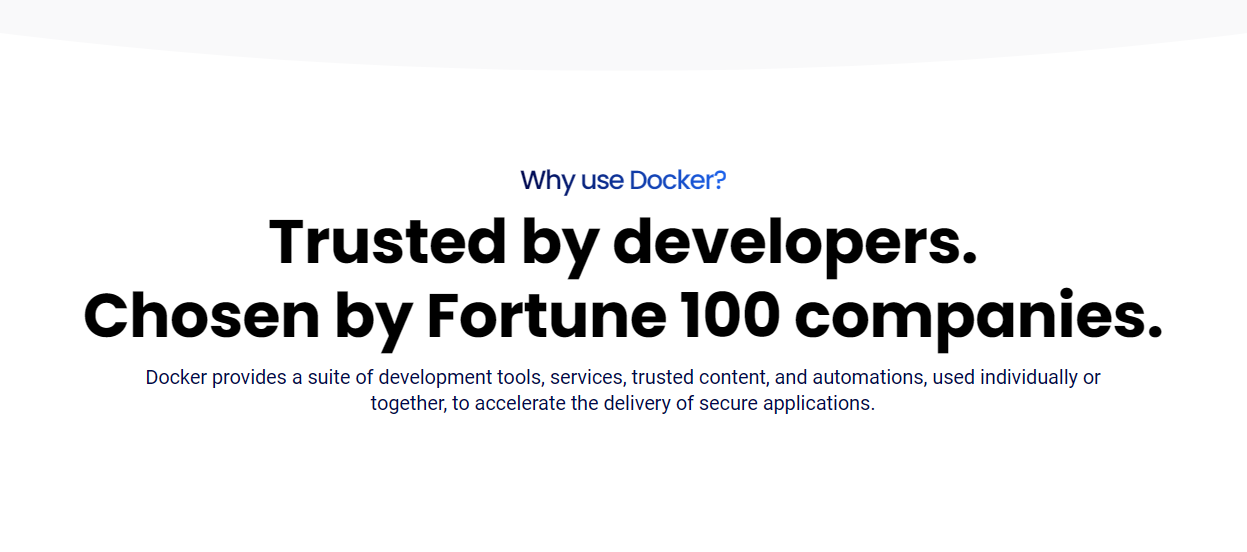 Why use Docker?
Trusted by developers.
Chosen by Fortune 100 companies.
Docker provides a suite of development tools, services, trusted content, and automations, used individually or
together, to accelerate the delivery of secure applications.